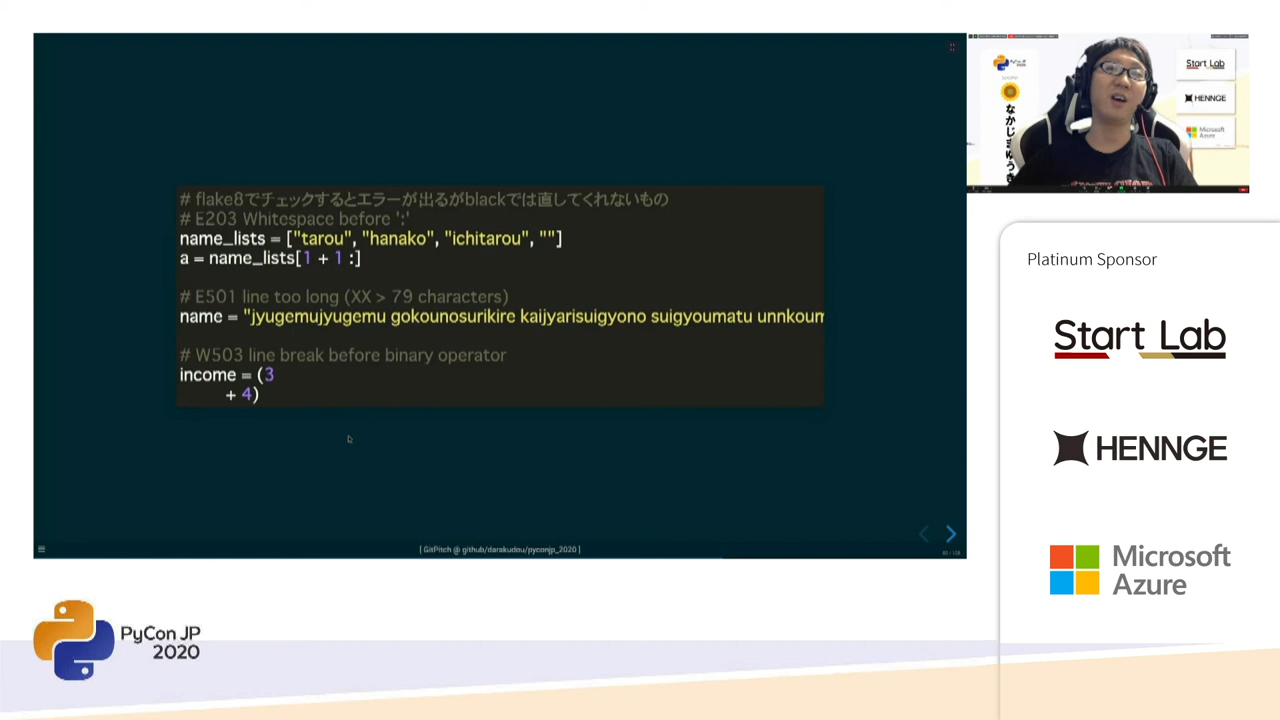 # flake8でチェックするとエラーが出るがblackでは直してくれないもの
# E203 Whitespace before ':'
name_lists = ["tarou", "hanako", "ichitarou", ""]
a = name_lists[1 + 1 :]
# E501 line too long (XX > 79 characters)
name = "jyugemujyugemu gokounosurikire kaijyarisuigyono suigyoumatu unnkoum
# W503 line break before binary operator
income = (3
+ 4)
[ GitPitch @ github/darakudou/pyconjp_2020 ]
PyCon JP
2020
Start Lab
HENNGE
Microsoft
Azure
Platinum Sponsor
Start Lab
HENNGE
Microsoft
Azure
PyCon JP
2020